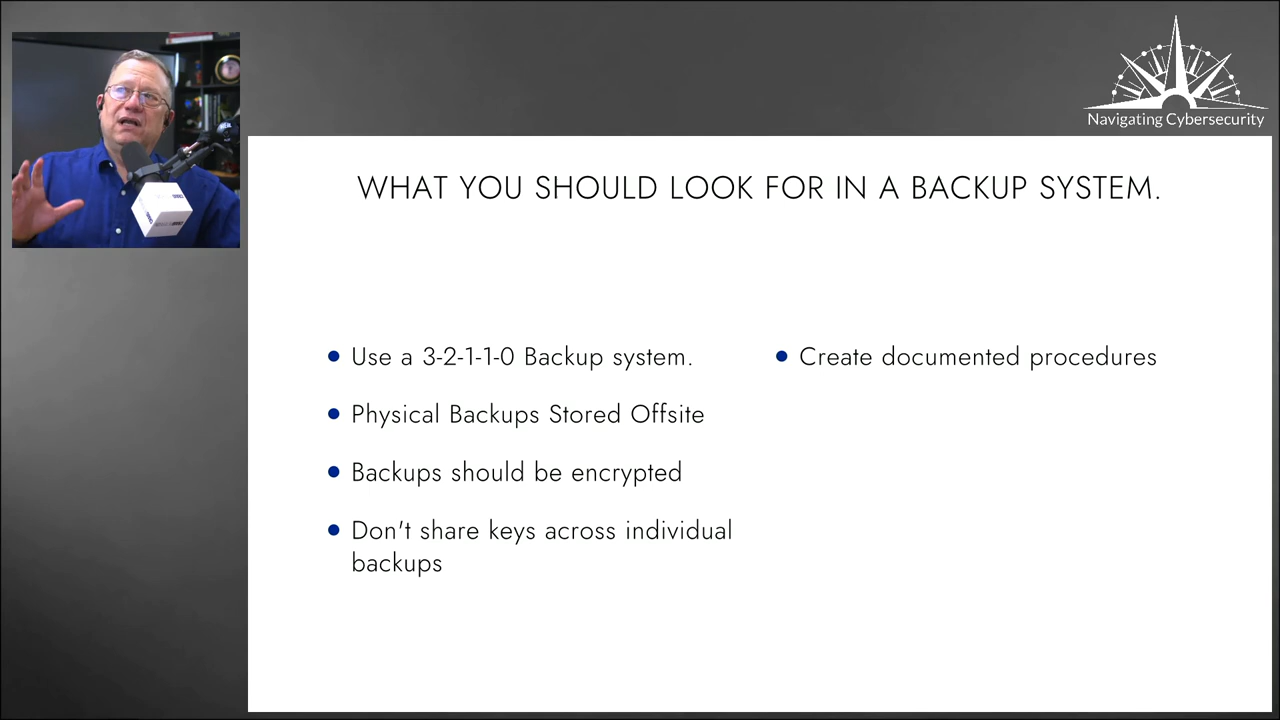 Navigating Cybersecurity
WHAT YOU SHOULD LOOK FOR IN A BACKUP SYSTEM.
Use a 3-2-1-1-0 Backup system.
Physical Backups Stored Offsite
Backups should be encrypted
Don't share keys across individual
backups
Create documented procedures